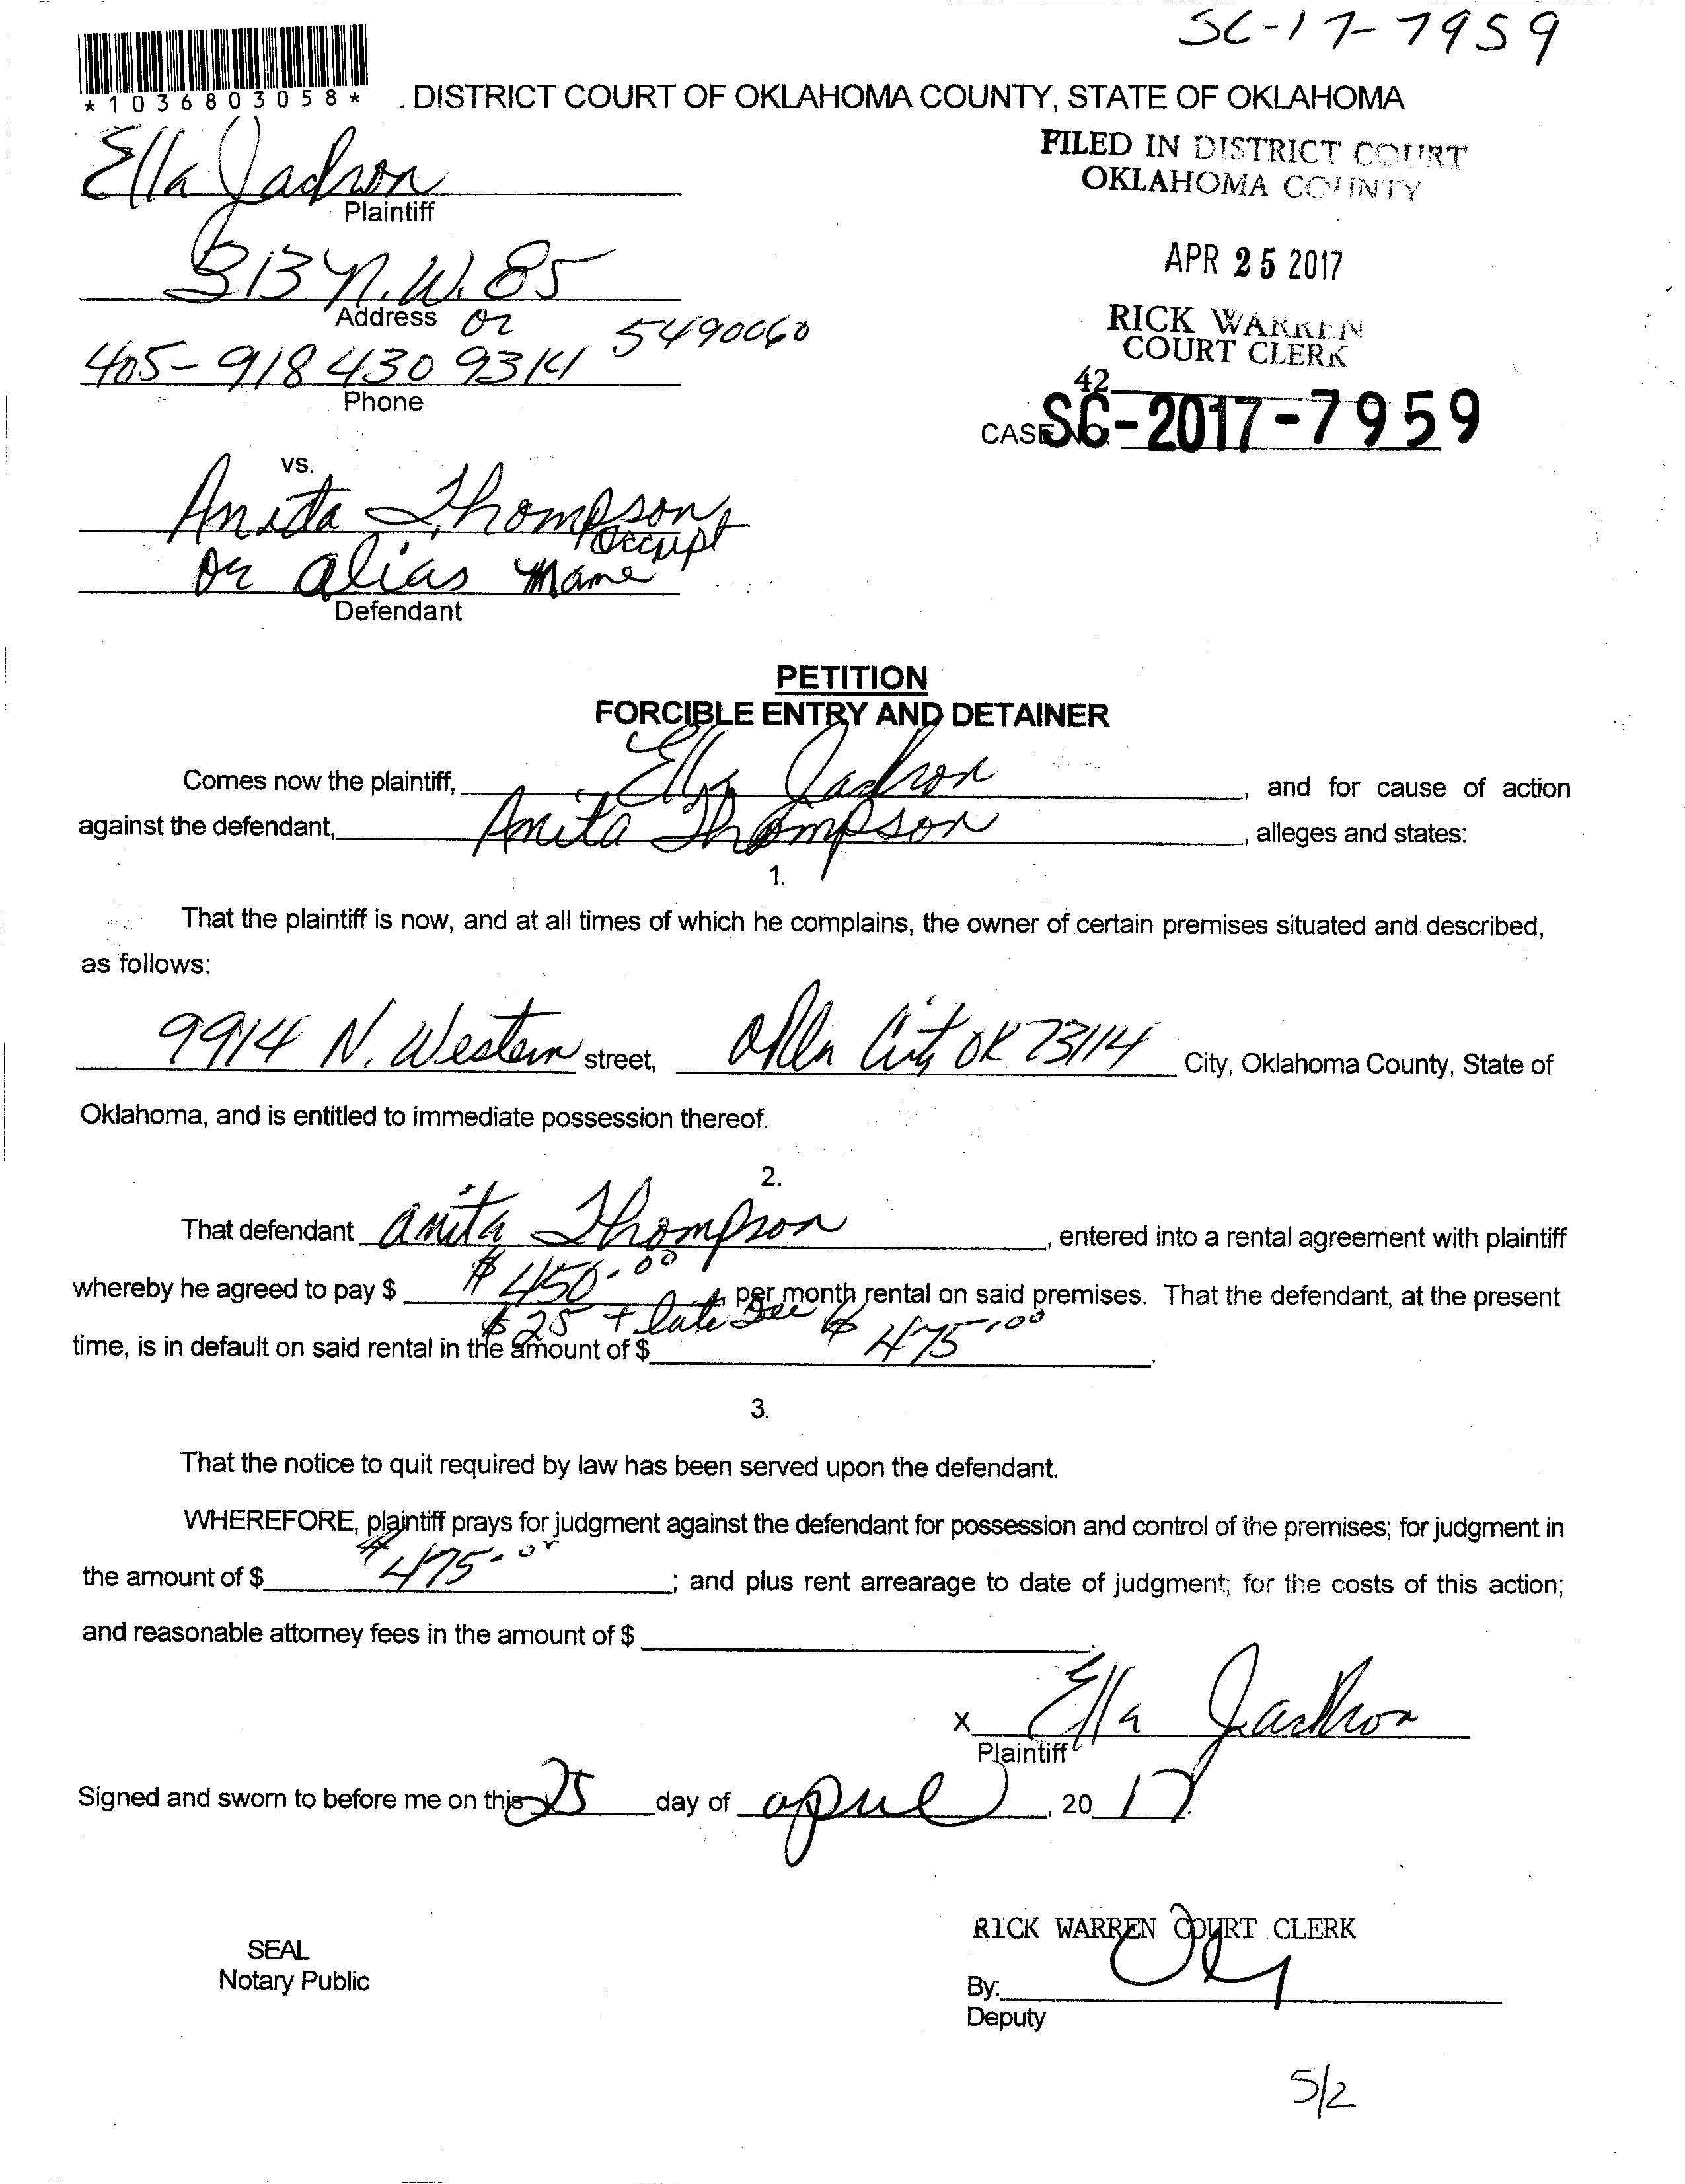 SC-17-7959
*1036803058*
. DISTRICT COURT OF OKLAHOMA COUNTY, STATE OF OKLAHOMA
Ella Jackson
Plaintiff
FILED IN DISTRICT COURT
OKLAHOMA COUNTY
313 N.W. 85
Address
APR 25 2017
or 5490060
405-918 430 9314
Phone
RICK WARREN
COURT CLERK
42
CASE NO. SC-2017-7959
vs.
Anita Thompson
or alias name
Defendant
PETITION
FORCIBLE ENTRY AND DETAINER
Comes now the plaintiff, Ella Jackson, and for cause of action
against the defendant, Anita Thompson, alleges and states:
1.
That the plaintiff is now, and at all times of which he complains, the owner of certain premises situated and described,
as follows:
9914 N. Western street, Okla City OK 73114 City, Oklahoma County, State of
Oklahoma, and is entitled to immediate possession thereof.
2.
That defendant Anita Thompson, entered into a rental agreement with plaintiff
whereby he agreed to pay $ $450.00 per month rental on said premises. That the defendant, at the present
$25 + late
time, is in default on said rental in the amount of $ $475.00.
3.
That the notice to quit required by law has been served upon the defendant.
WHEREFORE, plaintiff prays for judgment against the defendant for possession and control of the premises; for judgment in
the amount of $ $475.00; and plus rent arrearage to date of judgment; for the costs of this action;
and reasonable attorney fees in the amount of $
X Ella Jackson
Plaintiff
Signed and sworn to before me on this 25 day of april, 2017.
SEAL
Notary Public
RICK WARREN COURT CLERK
By:
Deputy
5/2